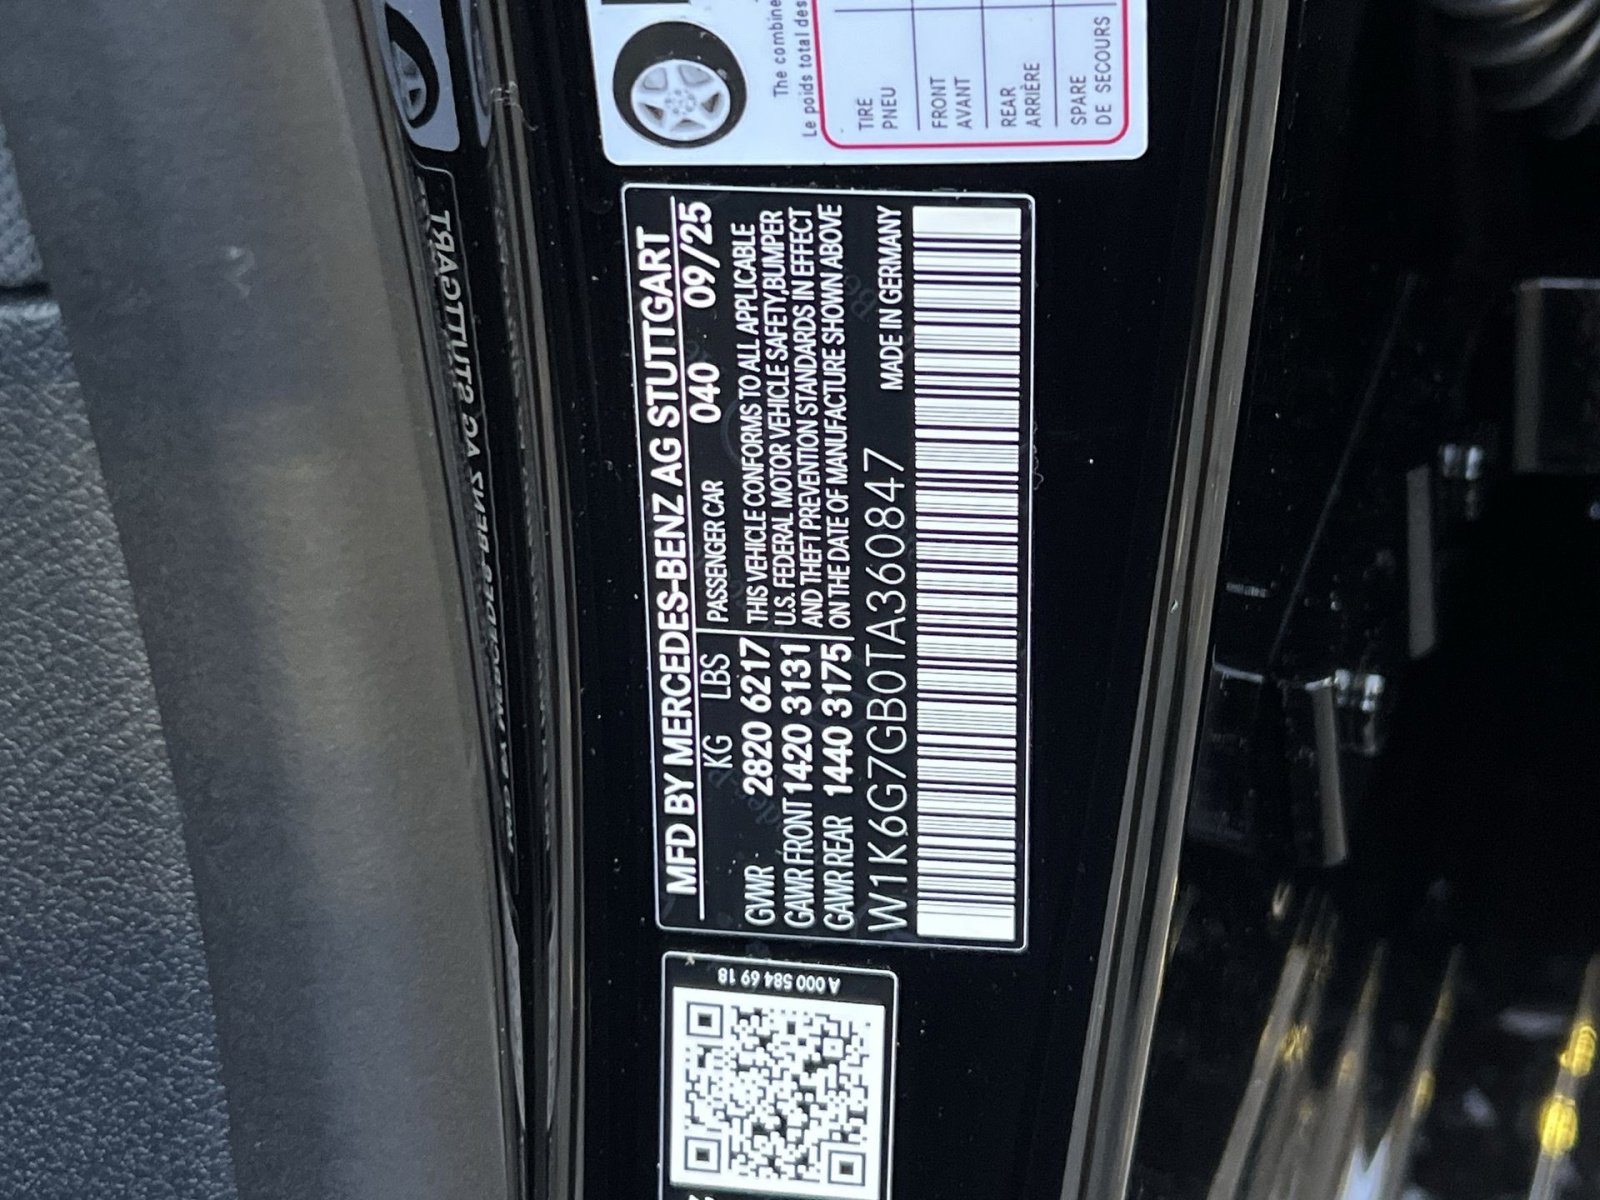 The combine
Le poids total des
TIRE
PNEU
FRONT
AVANT
REAR
ARRIÈRE
SPARE
DE SECOURS
MFD BY MERCEDES-BENZ AG STUTTGART
KG LBS PASSENGER CAR 040 09/25
GVWR 2820 6217 THIS VEHICLE CONFORMS TO ALL APPLICABLE
GAWR FRONT 1420 3131 U.S. FEDERAL MOTOR VEHICLE SAFETY,BUMPER
AND THEFT PREVENTION STANDARDS IN EFFECT
GAWR REAR 1440 3175 ON THE DATE OF MANUFACTURE SHOWN ABOVE
W1K6G7GB0TA360847 MADE IN GERMANY
A 000 584 69 18